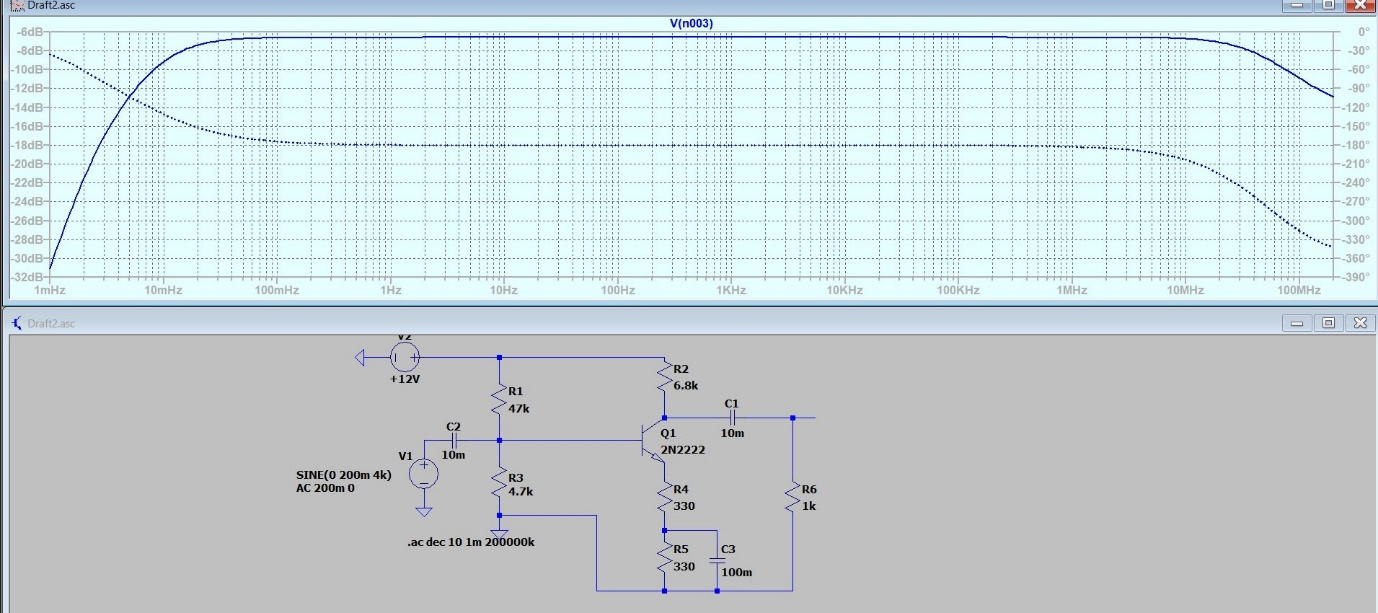 Draft2.asc
V(n003)
-6dB 0°
-8dB -30°
-10dB -60°
-12dB -90°
-14dB -120°
-16dB -150°
-18dB -180°
-20dB -210°
-22dB -240°
-24dB -270°
-26dB -300°
-28dB -330°
-30dB -360°
-32dB -390°
1mHz 10mHz 100mHz 1Hz 10Hz 100Hz 1KHz 10KHz 100KHz 1MHz 10MHz 100MHz
Draft2.asc
V2
+12V
R1
47k
R2
6.8k
C1
10m
C2
10m
Q1
2N2222
V1
SINE(0 200m 4k)
AC 200m 0
R3
4.7k
R4
330
R6
1k
.ac dec 10 1m 200000k
R5
330
C3
100m